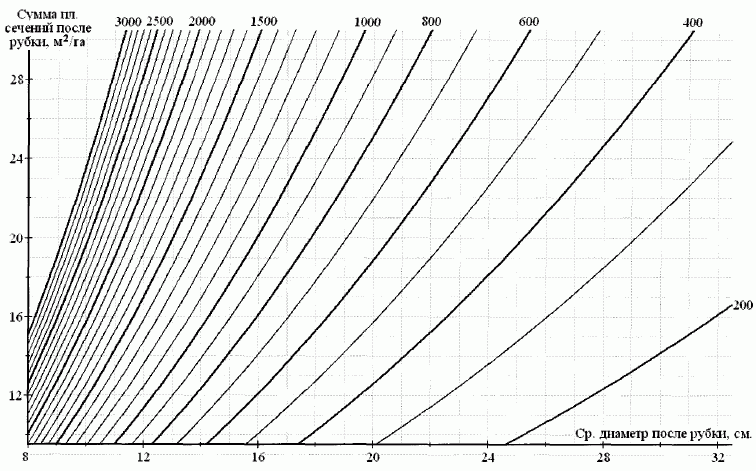 Сумма пл.
сечений после
рубки, м²/га
3000 2500 2000 1500 1000 800 600 400
28
24
20
16
12
200
Ср. диаметр после рубки, см.
8 12 16 20 24 28 32